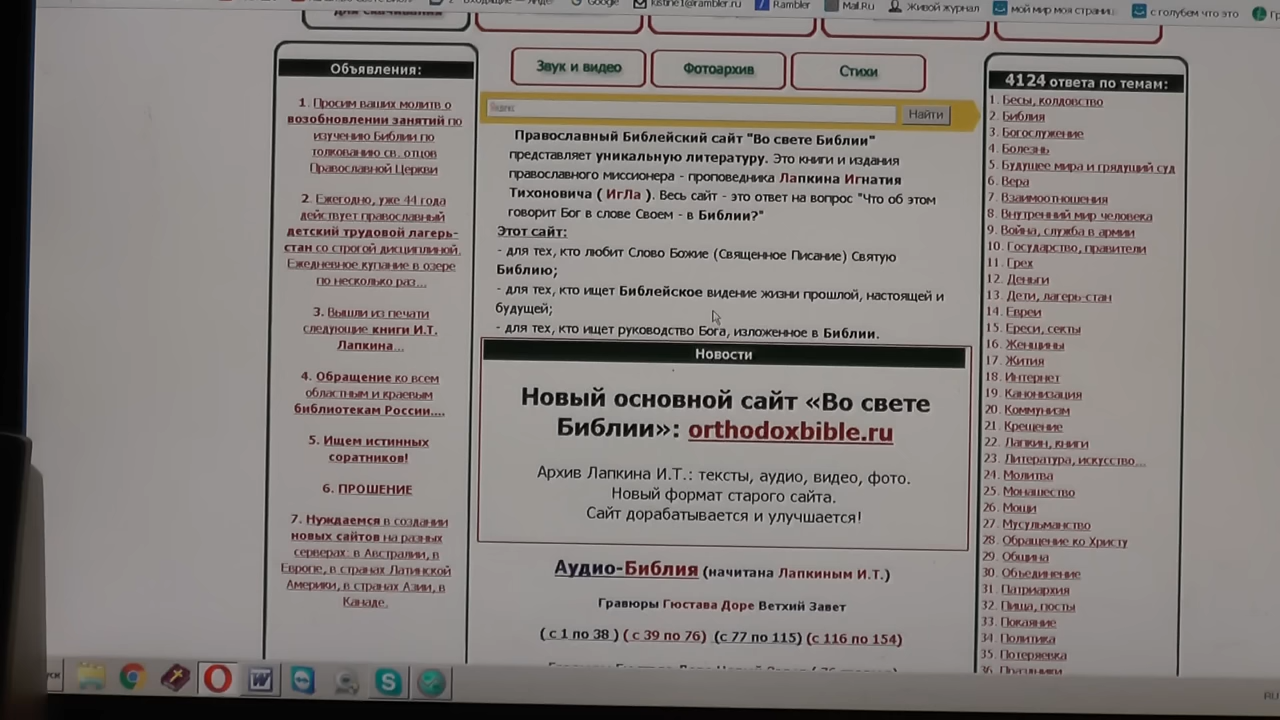 для скачивания
Google
kistine1@rambler.ru
Rambler
Mail.Ru
Живой журнал
мой мир моя страниц
с голубем что это
Звук и видео
Фотоархив
Стихи
Найти
Объявления:
1. Просим ваших молитв о
возобновлении занятий по
изучению Библии по
толкованию св. отцов
Православной Церкви
2. Ежегодно, уже 44 года
действует православный
детский трудовой лагерь-
стан со строгой дисциплиной.
Ежедневное купание в озере
по несколько раз...
3. Вышли из печати
следующие книги И.Т.
Лапкина...
4. Обращение ко всем
областным и краевым
библиотекам России....
5. Ищем истинных
соратников!
6. ПРОШЕНИЕ
7. Нуждаемся в создании
новых сайтов на разных
серверах: в Австралии, в
Европе, в странах Латинской
Америки, в странах Азии, в
Канаде.
Православный Библейский сайт "Во свете Библии"
представляет уникальную литературу. Это книги и издания
православного миссионера - проповедника Лапкина Игнатия
Тихоновича ( ИгЛа ). Весь сайт - это ответ на вопрос "Что об этом
говорит Бог в слове Своем - в Библии?"
Этот сайт:
- для тех, кто любит Слово Божие (Священное Писание) Святую
Библию;
- для тех, кто ищет Библейское видение жизни прошлой, настоящей и
будущей;
- для тех, кто ищет руководство Бога, изложенное в Библии.
Новости
Новый основной сайт «Во свете
Библии»: orthodoxbible.ru
Архив Лапкина И.Т.: тексты, аудио, видео, фото.
Новый формат старого сайта.
Сайт дорабатывается и улучшается!
Аудио-Библия (начитана Лапкиным И.Т.)
Гравюры Гюстава Доре Ветхий Завет
( с 1 по 38 ) ( с 39 по 76) (с 77 по 115) (с 116 по 154)
4124 ответа по темам:
1. Бесы, колдовство
2. Библия
3. Богослужение
4. Болезнь
5. Будущее мира и грядущий суд
6. Вера
7. Взаимоотношения
8. Внутренний мир человека
9. Война, служба в армии
10. Государство, правители
11. Грех
12. Деньги
13. Дети, лагерь-стан
14. Евреи
15. Ереси, секты
16. Женщины
17. Жития
18. Интернет
19. Канонизация
20. Коммунизм
21. Крещение
22. Лапкин, книги
23. Литература, искусство...
24. Молитва
25. Монашество
26. Мощи
27. Мусульманство
28. Обращение ко Христу
29. Община
30. Объединение
31. Патриархия
32. Пища, посты
33. Покаяние
34. Политика
35. Потеряевка
36. Праздники
RU